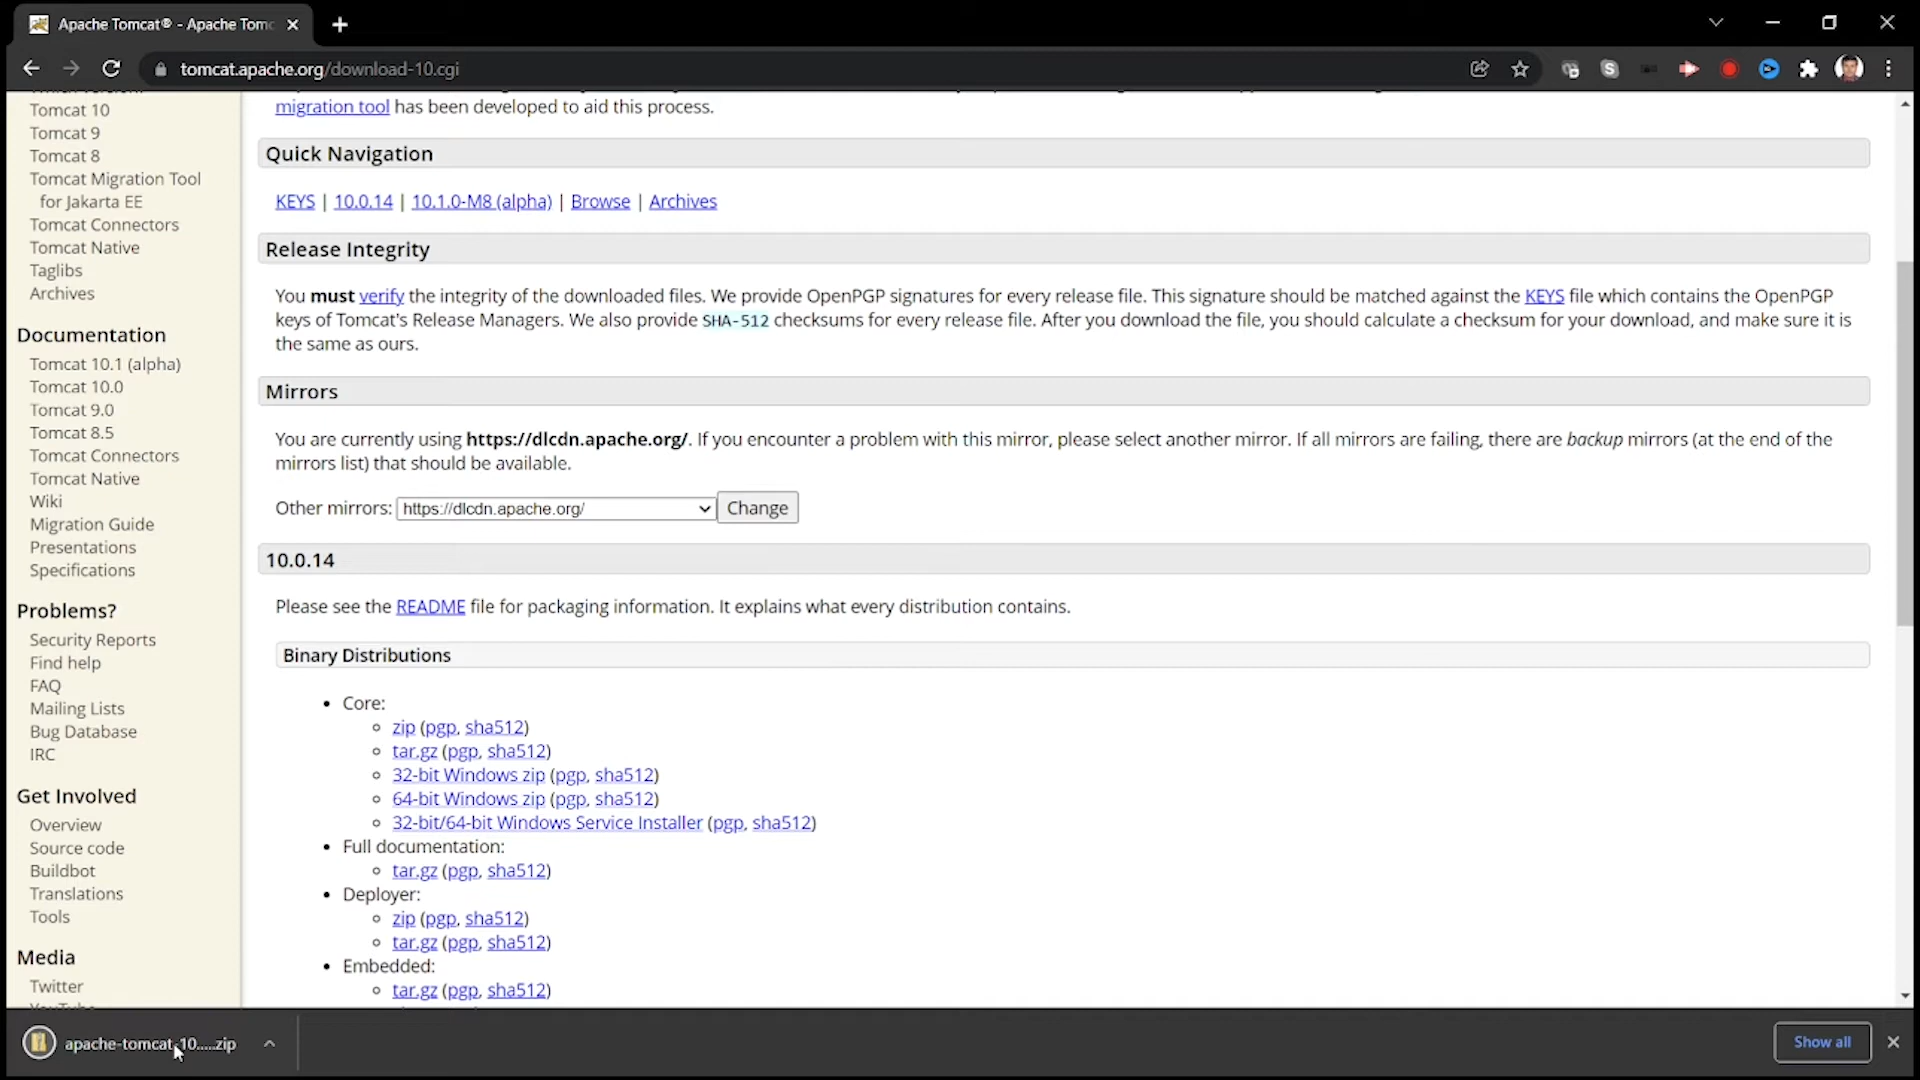 Apache Tomcat® - Apache Tomc
tomcat.apache.org/download-10.cgi
Tomcat 10
Tomcat 9
Tomcat 8
Tomcat Migration Tool
for Jakarta EE
Tomcat Connectors
Tomcat Native
Taglibs
Archives
Documentation
Tomcat 10.1 (alpha)
Tomcat 10.0
Tomcat 9.0
Tomcat 8.5
Tomcat Connectors
Tomcat Native
Wiki
Migration Guide
Presentations
Specifications
Problems?
Security Reports
Find help
FAQ
Mailing Lists
Bug Database
IRC
Get Involved
Overview
Source code
Buildbot
Translations
Tools
Media
Twitter
YouTube
migration tool has been developed to aid this process.
Quick Navigation
KEYS | 10.0.14 | 10.1.0-M8 (alpha) | Browse | Archives
Release Integrity
You must verify the integrity of the downloaded files. We provide OpenPGP signatures for every release file. This signature should be matched against the KEYS file which contains the OpenPGP
keys of Tomcat's Release Managers. We also provide SHA-512 checksums for every release file. After you download the file, you should calculate a checksum for your download, and make sure it is
the same as ours.
Mirrors
You are currently using https://dlcdn.apache.org/. If you encounter a problem with this mirror, please select another mirror. If all mirrors are failing, there are backup mirrors (at the end of the
mirrors list) that should be available.
Other mirrors: https://dlcdn.apache.org/ Change
10.0.14
Please see the README file for packaging information. It explains what every distribution contains.
Binary Distributions
• Core:
zip (pgp, sha512)
tar.gz (pgp, sha512)
32-bit Windows zip (pgp, sha512)
64-bit Windows zip (pgp, sha512)
32-bit/64-bit Windows Service Installer (pgp, sha512)
• Full documentation:
tar.gz (pgp, sha512)
• Deployer:
zip (pgp, sha512)
tar.gz (pgp, sha512)
• Embedded:
tar.gz (pgp, sha512)
apache-tomcat-10.....zip
Show all